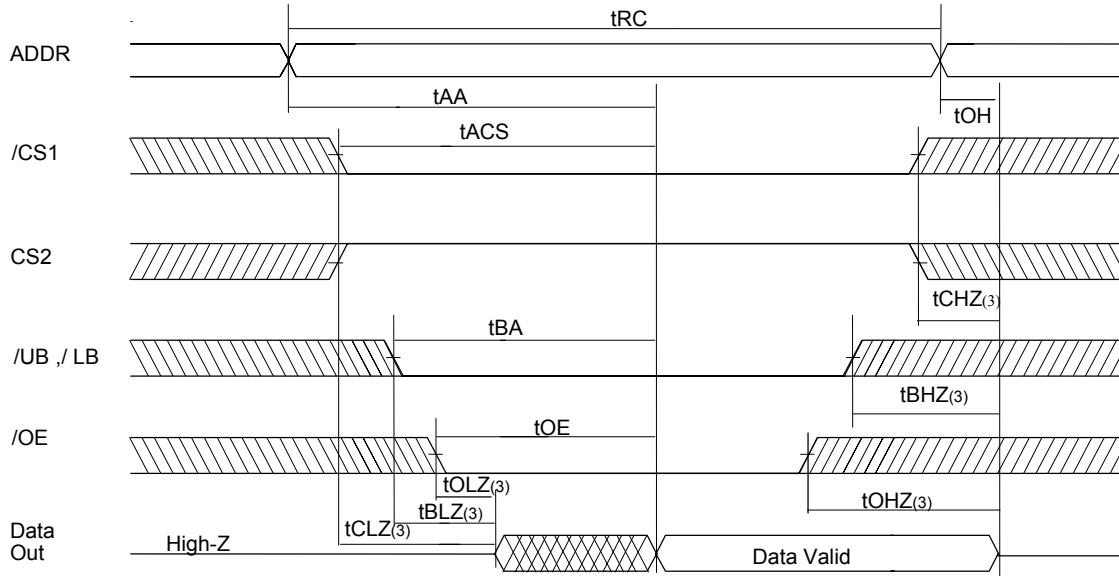 tRC
ADDR
tAA
tOH
tACS
/CS1
CS2
tCHZ(3)
tBA
/UB ,/ LB
tBHZ(3)
/OE
tOE
tOLZ(3)
tOHZ(3)
tBLZ(3)
tCLZ(3)
Data
Out
High-Z
Data Valid